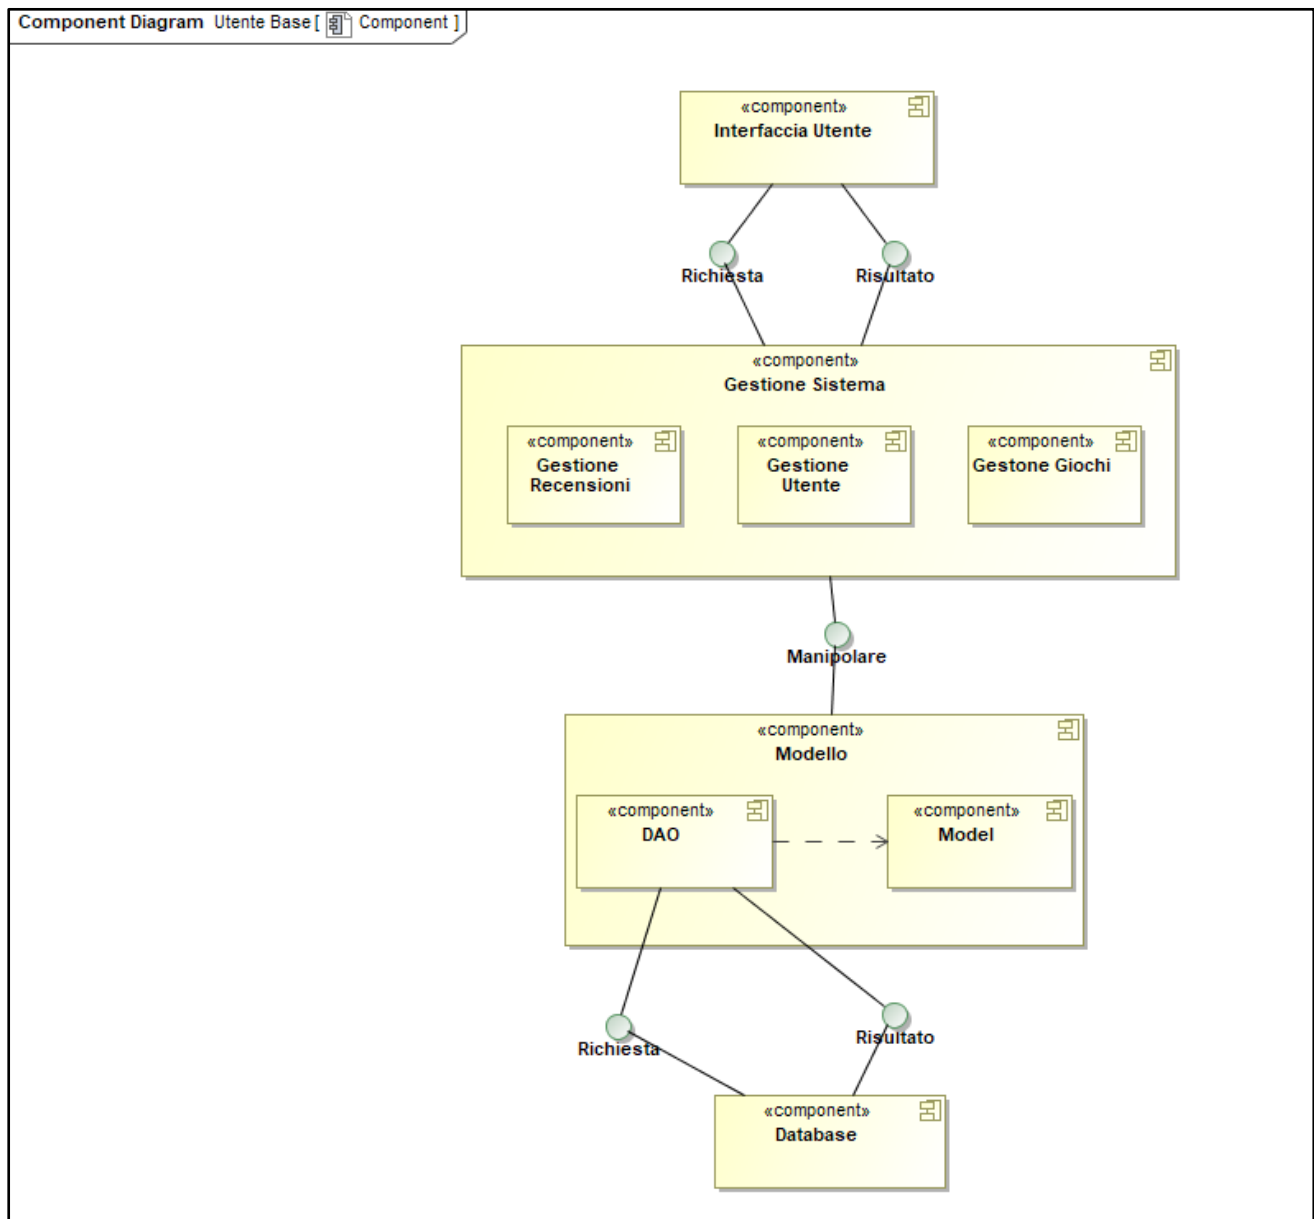 Component Diagram Utente Base [ Component ]
«component»
Interfaccia Utente
Richiesta
Risultato
«component»
Gestione Sistema
«component»
Gestione
Recensioni
«component»
Gestione
Utente
«component»
Gestone Giochi
Manipolare
«component»
Modello
«component»
DAO
«component»
Model
Richiesta
Risultato
«component»
Database